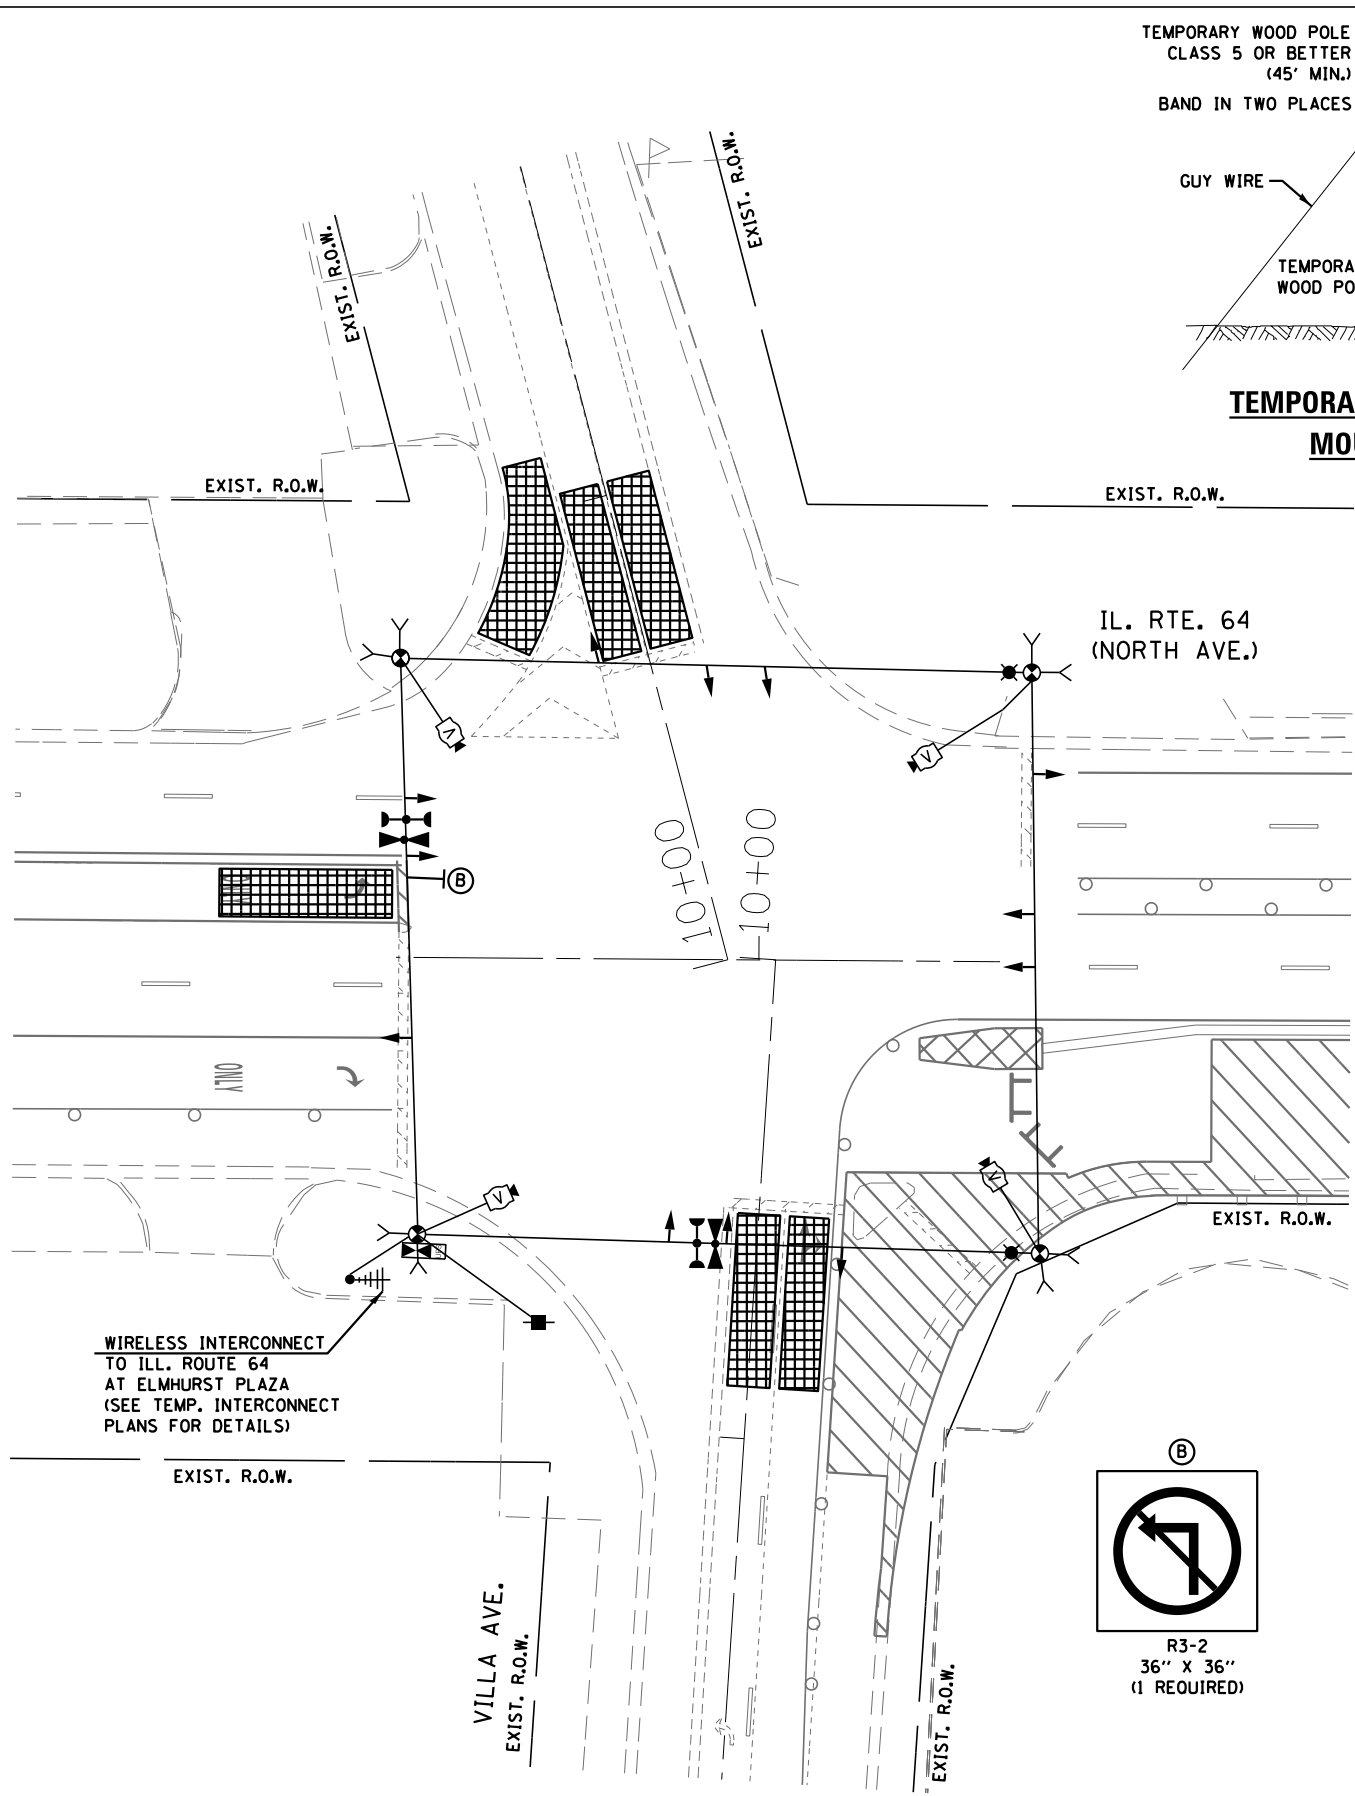 TEMPORARY WOOD POLE
CLASS 5 OR BETTER
(45' MIN.)
BAND IN TWO PLACES
GUY WIRE
TEMPORA
WOOD PO
TEMPORA
MOU
EXIST. R.O.W.
EXIST. R.O.W.
EXIST. R.O.W.
EXIST. R.O.W.
IL. RTE. 64
(NORTH AVE.)
V
V
10+00
10+00
B
ONLY
ONLY
V
V
EXIST. R.O.W.
WIRELESS INTERCONNECT
TO ILL. ROUTE 64
AT ELMHURST PLAZA
(SEE TEMP. INTERCONNECT
PLANS FOR DETAILS)
EXIST. R.O.W.
VILLA AVE.
EXIST. R.O.W.
EXIST. R.O.W.
B
R3-2
36" X 36"
(1 REQUIRED)